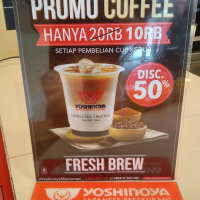 PROMO COFFEE
HANYA 20RB 10RB
SETIAP PEMBELIAN CUP KEDUA
DISC.
50%
YOSHINOYA
FRESH BREW
YOSHINOYA
JAPANESE RESTAURANT